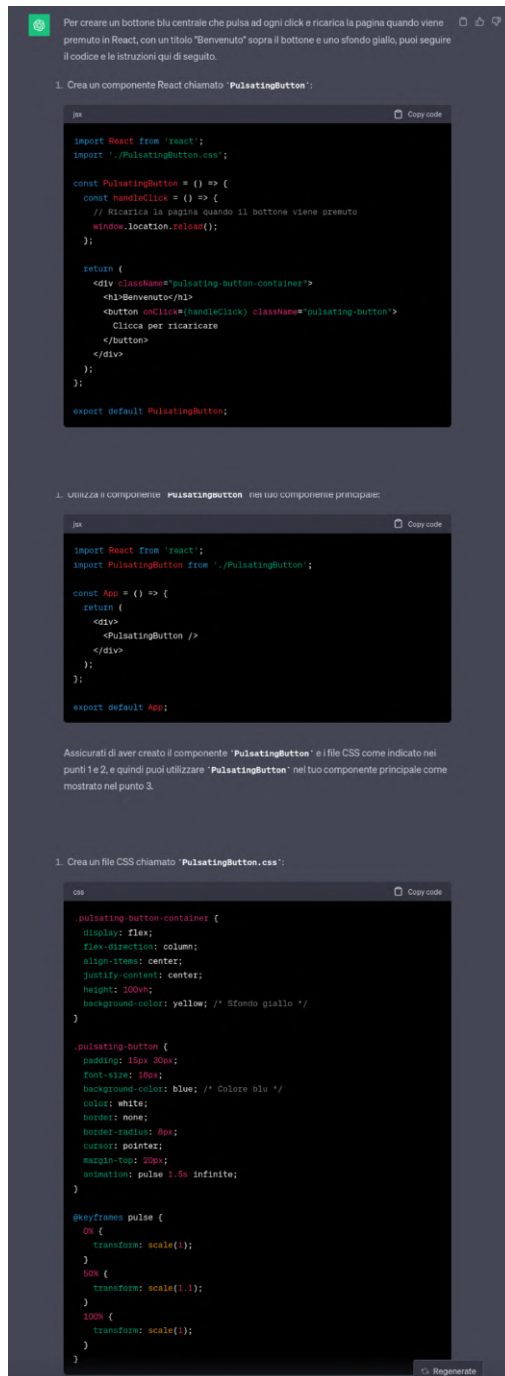 Per creare un bottone blu centrale che pulsa ad ogni click e ricarica la pagina quando viene
premuto in React, con un titolo "Benvenuto" sopra il bottone e uno sfondo giallo, puoi seguire
il codice e le istruzioni qui di seguito.
1. Crea un componente React chiamato `PulsatingButton`:
jsx
Copy code
import React from 'react';
import './PulsatingButton.css';
const PulsatingButton = () => {
const handleClick = () => {
// Ricarica la pagina quando il bottone viene premuto
window.location.reload();
};
return (
<div className="pulsating-button-container">
<h1>Benvenuto</h1>
<button onClick={handleClick} className="pulsating-button">
Clicca per ricaricare
</button>
</div>
);
};
export default PulsatingButton;
1. Utilizza il componente `PulsatingButton` nel tuo componente principale:
jsx
Copy code
import React from 'react';
import PulsatingButton from './PulsatingButton';
const App = () => {
return (
<div>
<PulsatingButton />
</div>
);
};
export default App;
Assicurati di aver creato il componente `PulsatingButton` e i file CSS come indicato nei
punti 1 e 2, e quindi puoi utilizzare `PulsatingButton` nel tuo componente principale come
mostrato nel punto 3.
1. Crea un file CSS chiamato `PulsatingButton.css`:
css
Copy code
.pulsating-button-container {
display: flex;
flex-direction: column;
align-items: center;
justify-content: center;
height: 100vh;
background-color: yellow; /* Sfondo giallo */
}
.pulsating-button {
padding: 15px 30px;
font-size: 18px;
background-color: blue; /* Colore blu */
color: white;
border: none;
border-radius: 8px;
cursor: pointer;
margin-top: 20px;
animation: pulse 1.5s infinite;
}
@keyframes pulse {
0% {
transform: scale(1);
}
50% {
transform: scale(1.1);
}
100% {
transform: scale(1);
}
}
Regenerate